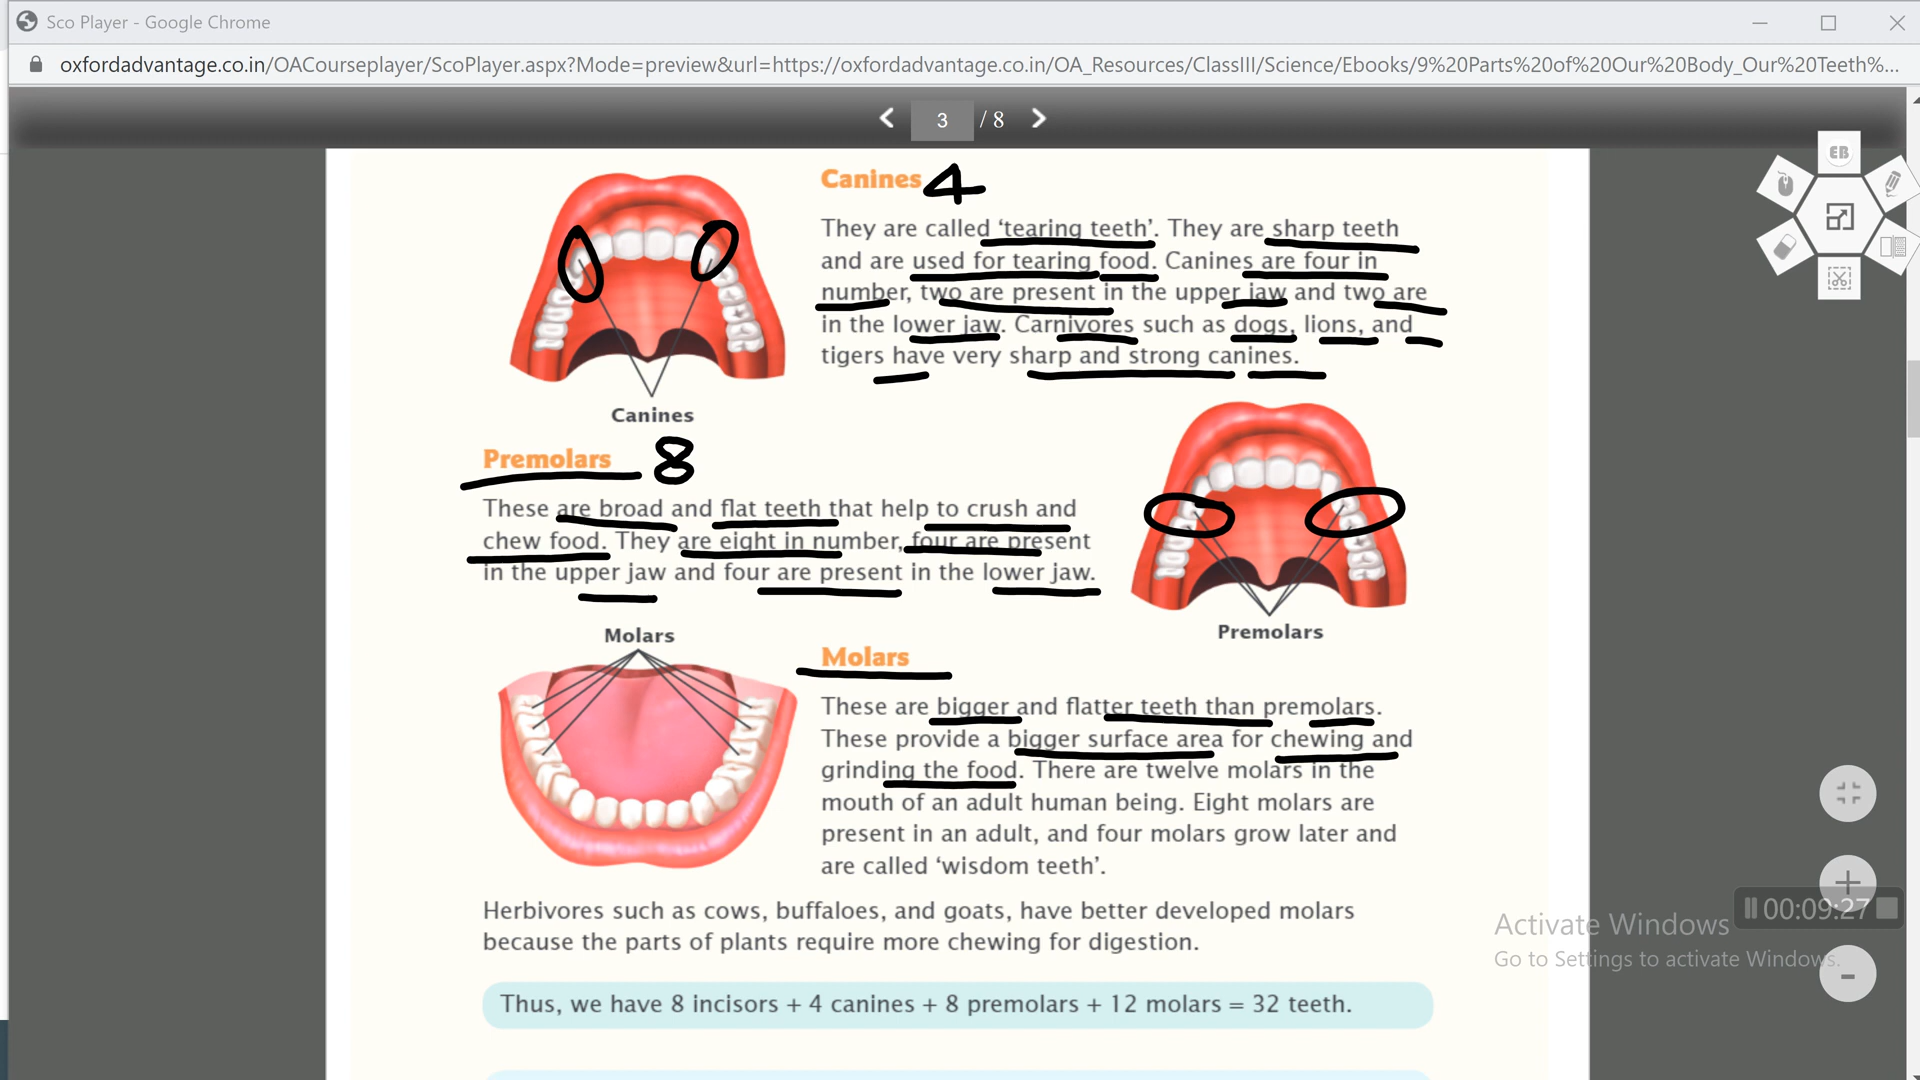 Sco Player - Google Chrome
oxfordadvantage.co.in/OACourseplayer/ScoPlayer.aspx?Mode=preview&url=https://oxfordadvantage.co.in/OA_Resources/ClassIII/Science/Ebooks/9%20Parts%20of%20Our%20Body_Our%20Teeth%...
3 / 8
EB
Canines 4
They are called ‘tearing teeth’. They are sharp teeth
and are used for tearing food. Canines are four in
number, two are present in the upper jaw and two are
in the lower jaw. Carnivores such as dogs, lions, and
tigers have very sharp and strong canines.
Canines
Premolars 8
These are broad and flat teeth that help to crush and
chew food. They are eight in number, four are present
in the upper jaw and four are present in the lower jaw.
Premolars
Molars
Molars
These are bigger and flatter teeth than premolars.
These provide a bigger surface area for chewing and
grinding the food. There are twelve molars in the
mouth of an adult human being. Eight molars are
present in an adult, and four molars grow later and
are called ‘wisdom teeth’.
Herbivores such as cows, buffaloes, and goats, have better developed molars
because the parts of plants require more chewing for digestion.
00:09:27
Activate Windows
Go to Settings to activate Windows.
Thus, we have 8 incisors + 4 canines + 8 premolars + 12 molars = 32 teeth.